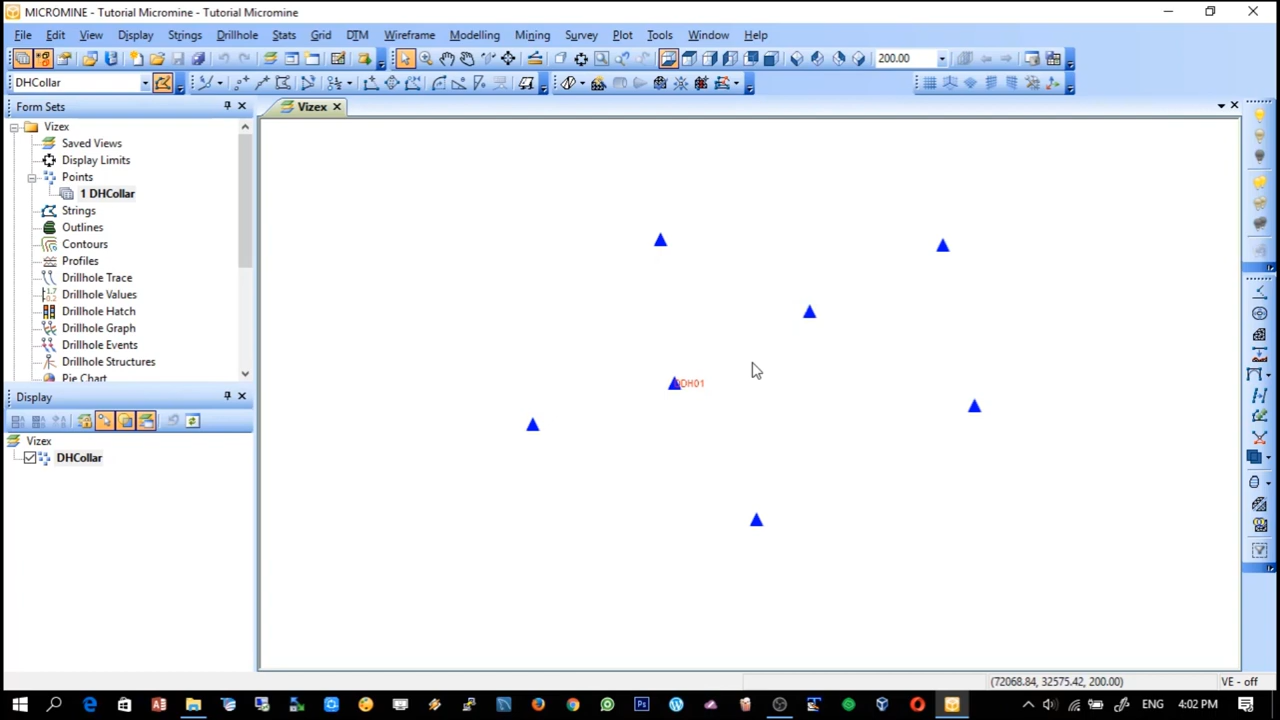 MICROMINE - Tutorial Micromine - Tutorial Micromine
File Edit View Display Strings Drillhole Stats Grid DTM Wireframe Modelling Mining Survey Plot Tools Window Help
200.00
DHCollar
Form Sets
Vizex
Vizex
Saved Views
Display Limits
Points
1 DHCollar
Strings
Outlines
Contours
Profiles
Drillhole Trace
Drillhole Values
Drillhole Hatch
Drillhole Graph
Drillhole Events
Drillhole Structures
Pie Chart
Display
Vizex
DHCollar
(72068.84, 32575.42, 200.00)
VE - off
ENG
4:02 PM